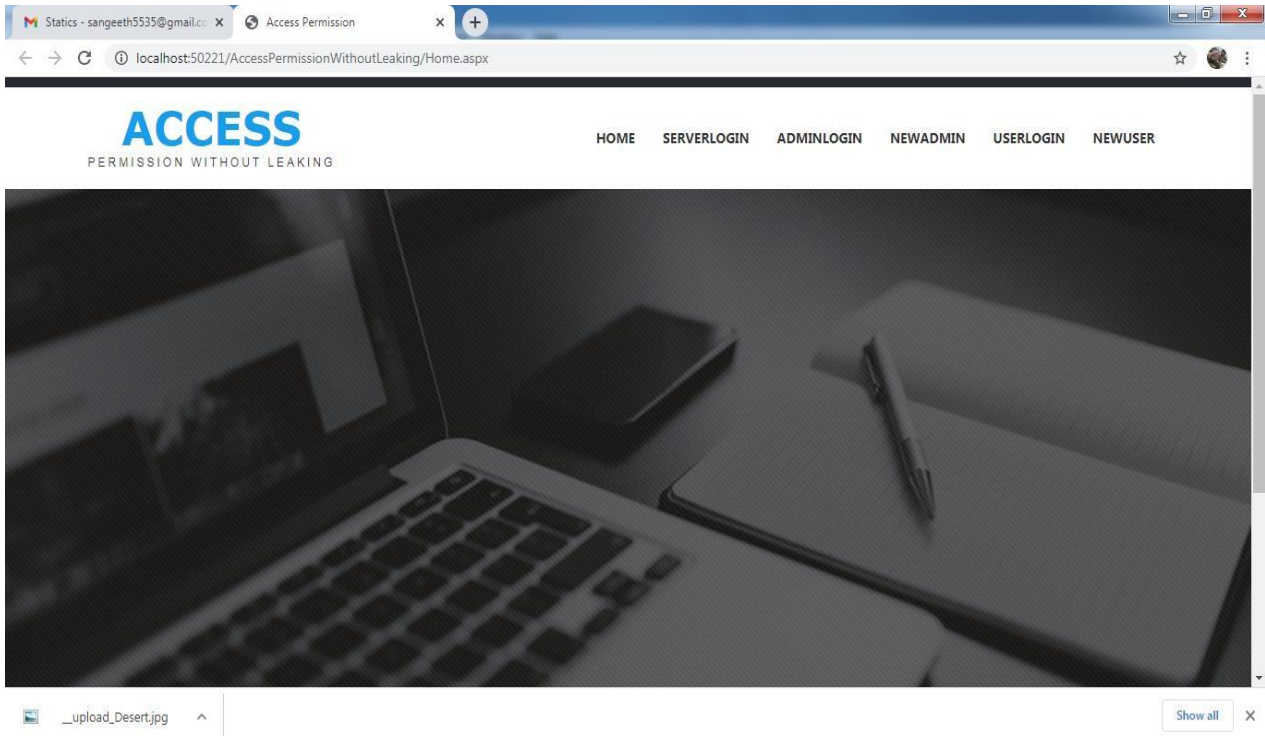 Statics - sangeeth5535@gmail.c
Access Permission
localhost:50221/AccessPermissionWithoutLeaking/Home.aspx
ACCESS
PERMISSION WITHOUT LEAKING
HOME SERVERLOGIN ADMINLOGIN NEWADMIN USERLOGIN NEWUSER
__upload_Desert.jpg
Show all